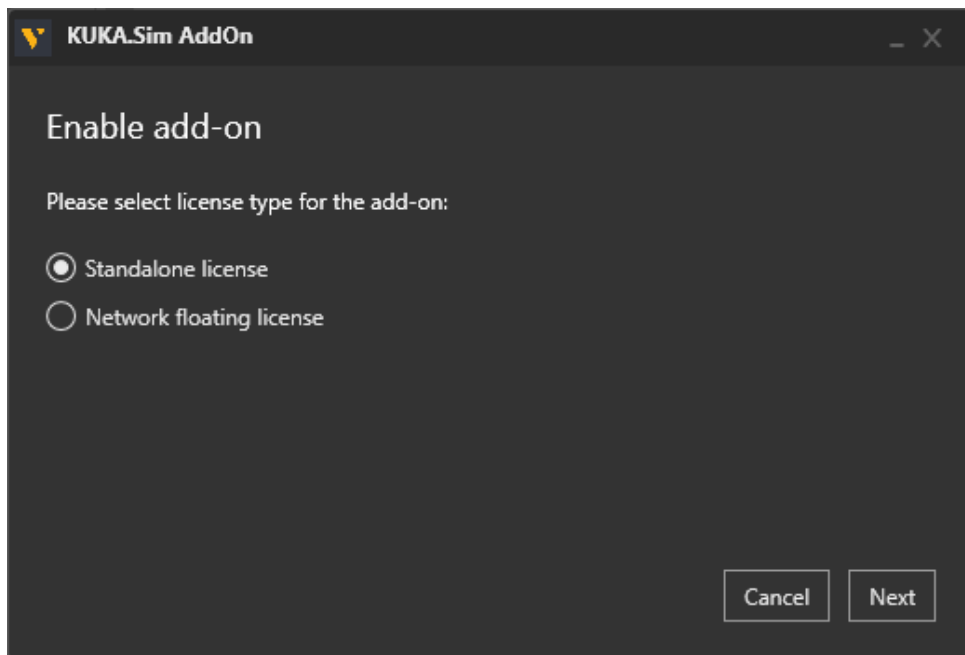 KUKA.Sim AddOn
Enable add-on
Please select license type for the add-on:
Standalone license
Network floating license
Cancel Next